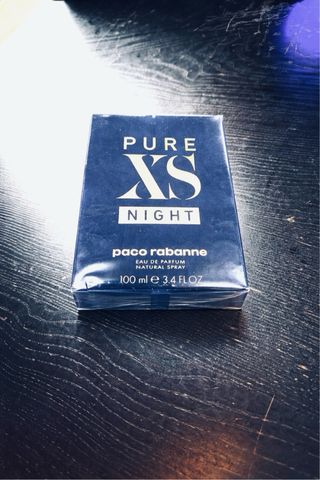 PURE
XS
NIGHT
paco rabanne
EAU DE PARFUM
NATURAL SPRAY
100 ml ℮ 3.4 FL OZ